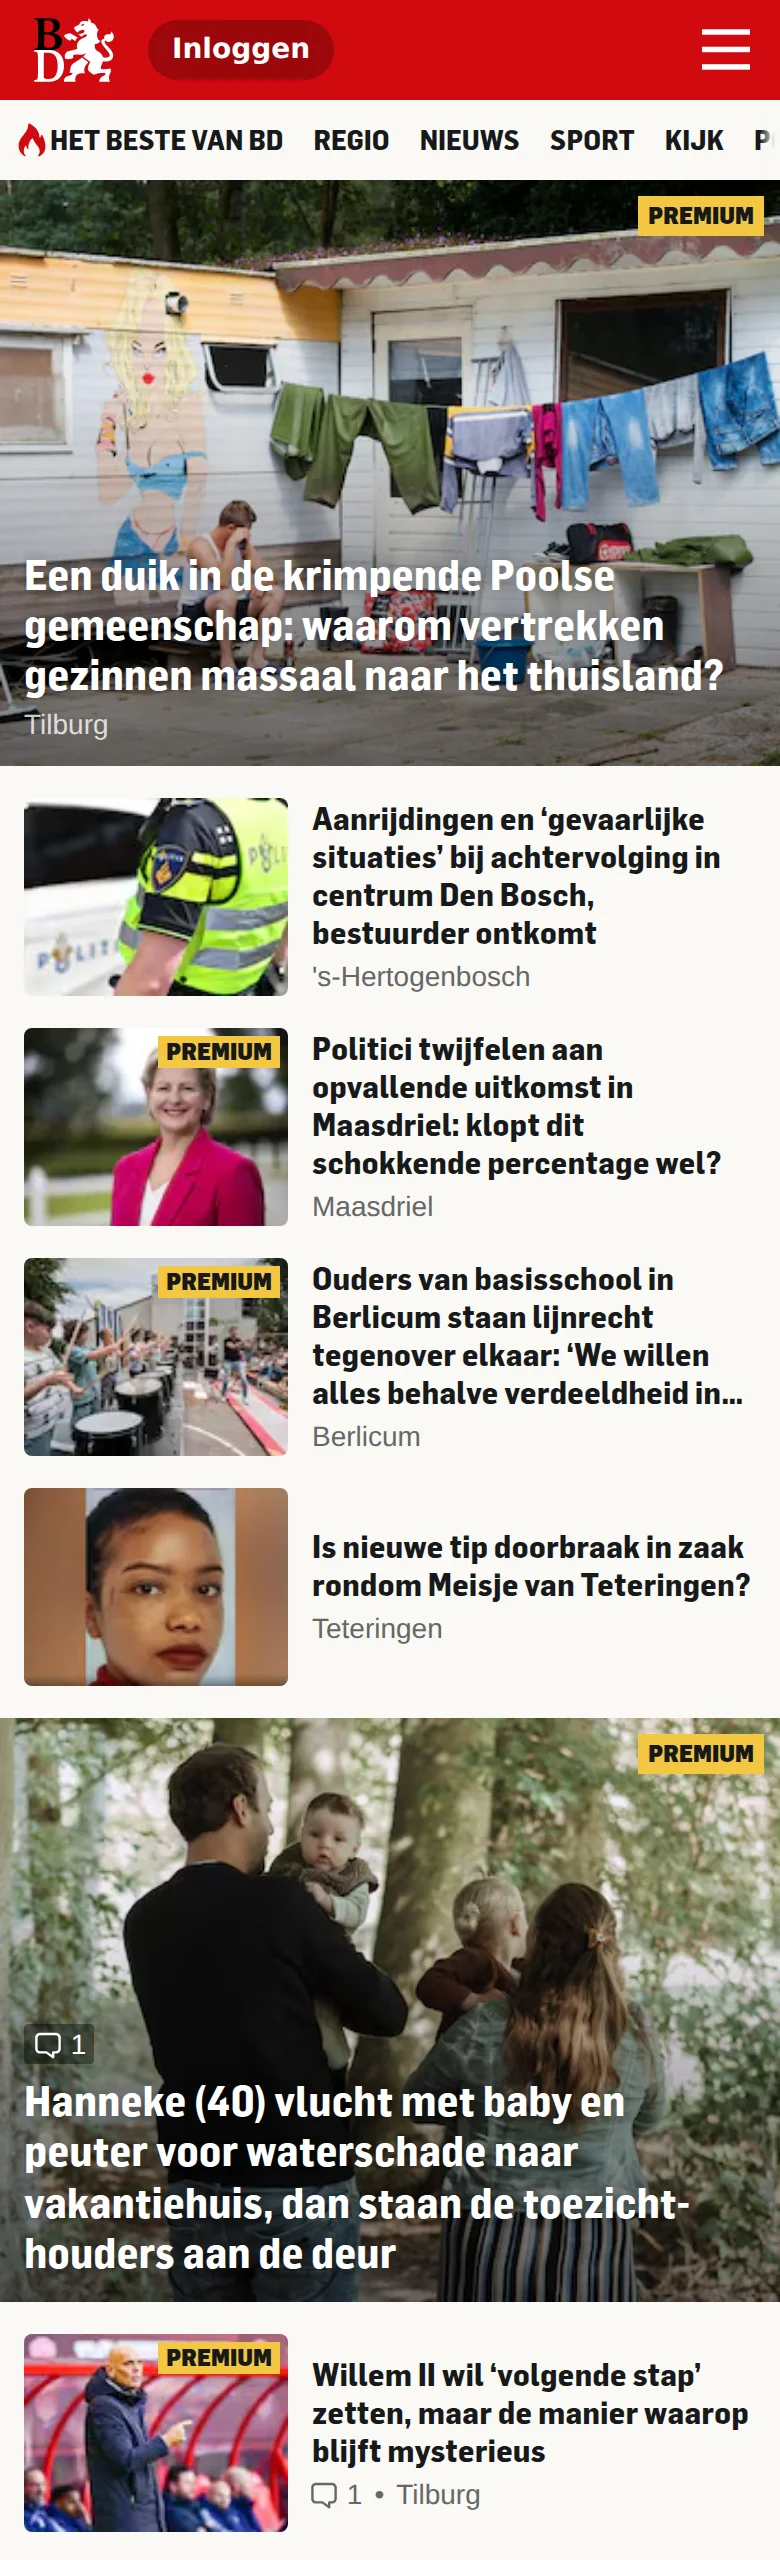 BD
Inloggen
HET BESTE VAN BD REGIO NIEUWS SPORT KIJK
PREMIUM
Een duik in de krimpende Poolse
gemeenschap: waarom vertrekken
gezinnen massaal naar het thuisland?
Tilburg
POLITIE
Aanrijdingen en ‘gevaarlijke
situaties’ bij achtervolging in
centrum Den Bosch,
bestuurder ontkomt
's-Hertogenbosch
PREMIUM
Politici twijfelen aan
opvallende uitkomst in
Maasdriel: klopt dit
schokkende percentage wel?
Maasdriel
PREMIUM
Ouders van basisschool in
Berlicum staan lijnrecht
tegenover elkaar: ‘We willen
alles behalve verdeeldheid in...
Berlicum
Is nieuwe tip doorbraak in zaak
rondom Meisje van Teteringen?
Teteringen
PREMIUM
1
Hanneke (40) vlucht met baby en
peuter voor waterschade naar
vakantiehuis, dan staan de toezicht-
houders aan de deur
PREMIUM
Willem II wil ‘volgende stap’
zetten, maar de manier waarop
blijft mysterieus
1 • Tilburg